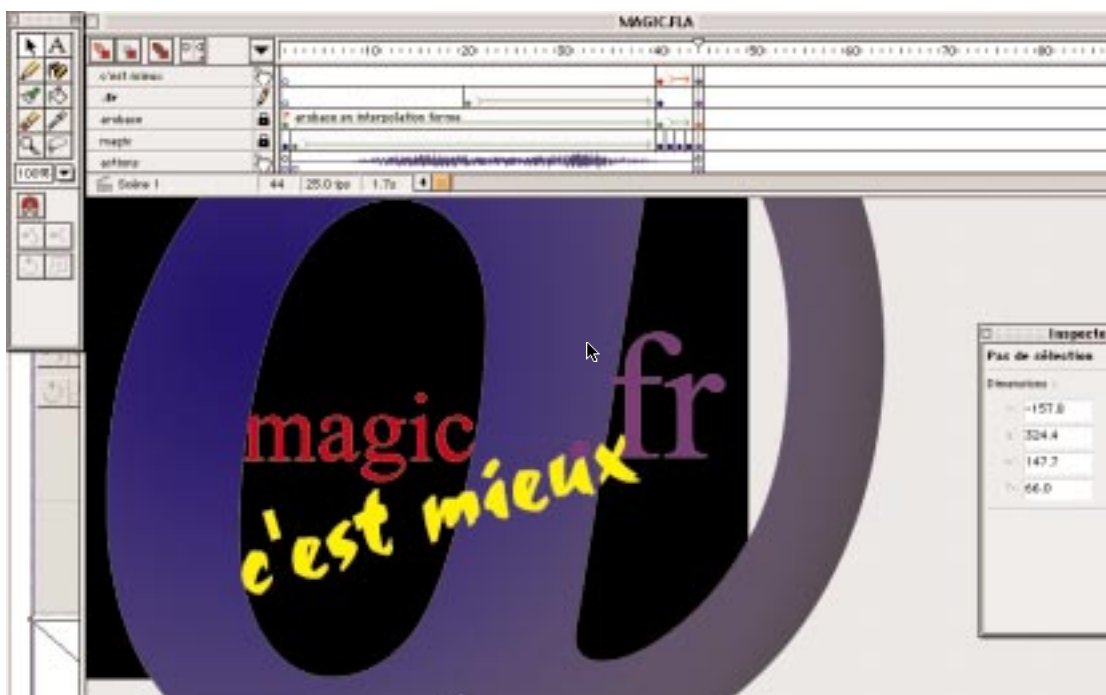 MAGIC.FLA
A
10 20 30 40 50 60 70 80
c'est mieux
.fr
arobase
arobase en interpolation forme
magic
actions
100%
Scène 1 44 25.0 ips 1.7s
magic.fr
c'est mieux
Inspecte
Pas de sélection
Dimensions :
-157.8
324.4
147.7
66.0